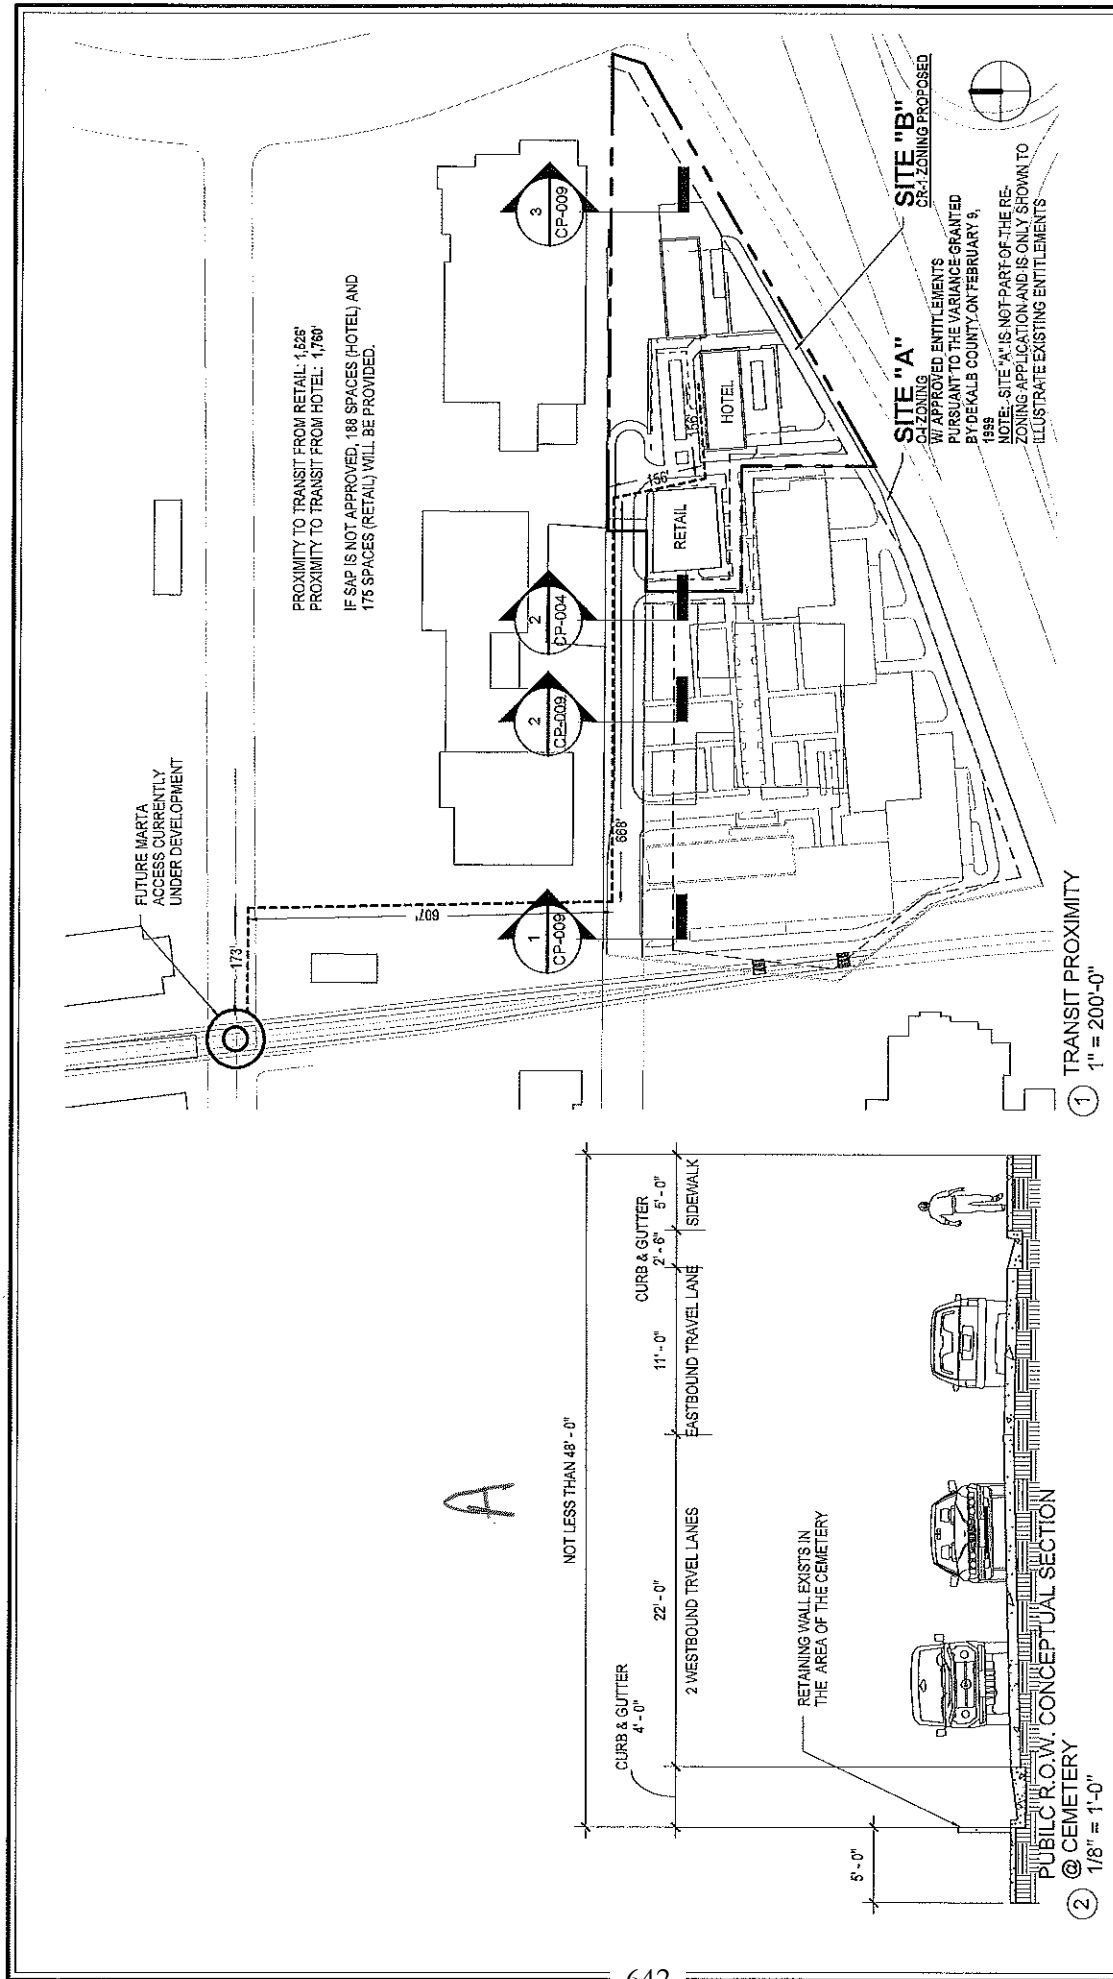 FUTURE MARTA
ACCESS CURRENTLY
UNDER DEVELOPMENT
173'
607'
668'
156'
156'
PROXIMITY TO TRANSIT FROM RETAIL: 1,626'
PROXIMITY TO TRANSIT FROM HOTEL: 1,760'
IF SAP IS NOT APPROVED, 188 SPACES (HOTEL) AND
175 SPACES (RETAIL) WILL BE PROVIDED.
1
CP-009
2
CP-009
2
CP-004
3
CP-009
RETAIL
HOTEL
SITE "A"
O-I ZONING
W/ APPROVED ENTITLEMENTS
PURSUANT TO THE VARIANCE GRANTED
BY DEKALB COUNTY ON FEBRUARY 9,
1999
NOTE: SITE "A" IS NOT PART OF THE RE-
ZONING APPLICATION AND IS ONLY SHOWN TO
ILLUSTRATE EXISTING ENTITLEMENTS
SITE "B"
CR-1 ZONING PROPOSED
1
TRANSIT PROXIMITY
1" = 200'-0"
A
NOT LESS THAN 48' - 0"
CURB & GUTTER
4' - 0"
22' - 0"
2 WESTBOUND TRVEL LANES
11' - 0"
EASTBOUND TRAVEL LANE
CURB & GUTTER
2' - 6"
5' - 0"
SIDEWALK
RETAINING WALL EXISTS IN
THE AREA OF THE CEMETERY
5' - 0"
2
PUBILC R.O.W. CONCEPTUAL SECTION
@ CEMETERY
1/8" = 1'-0"
642